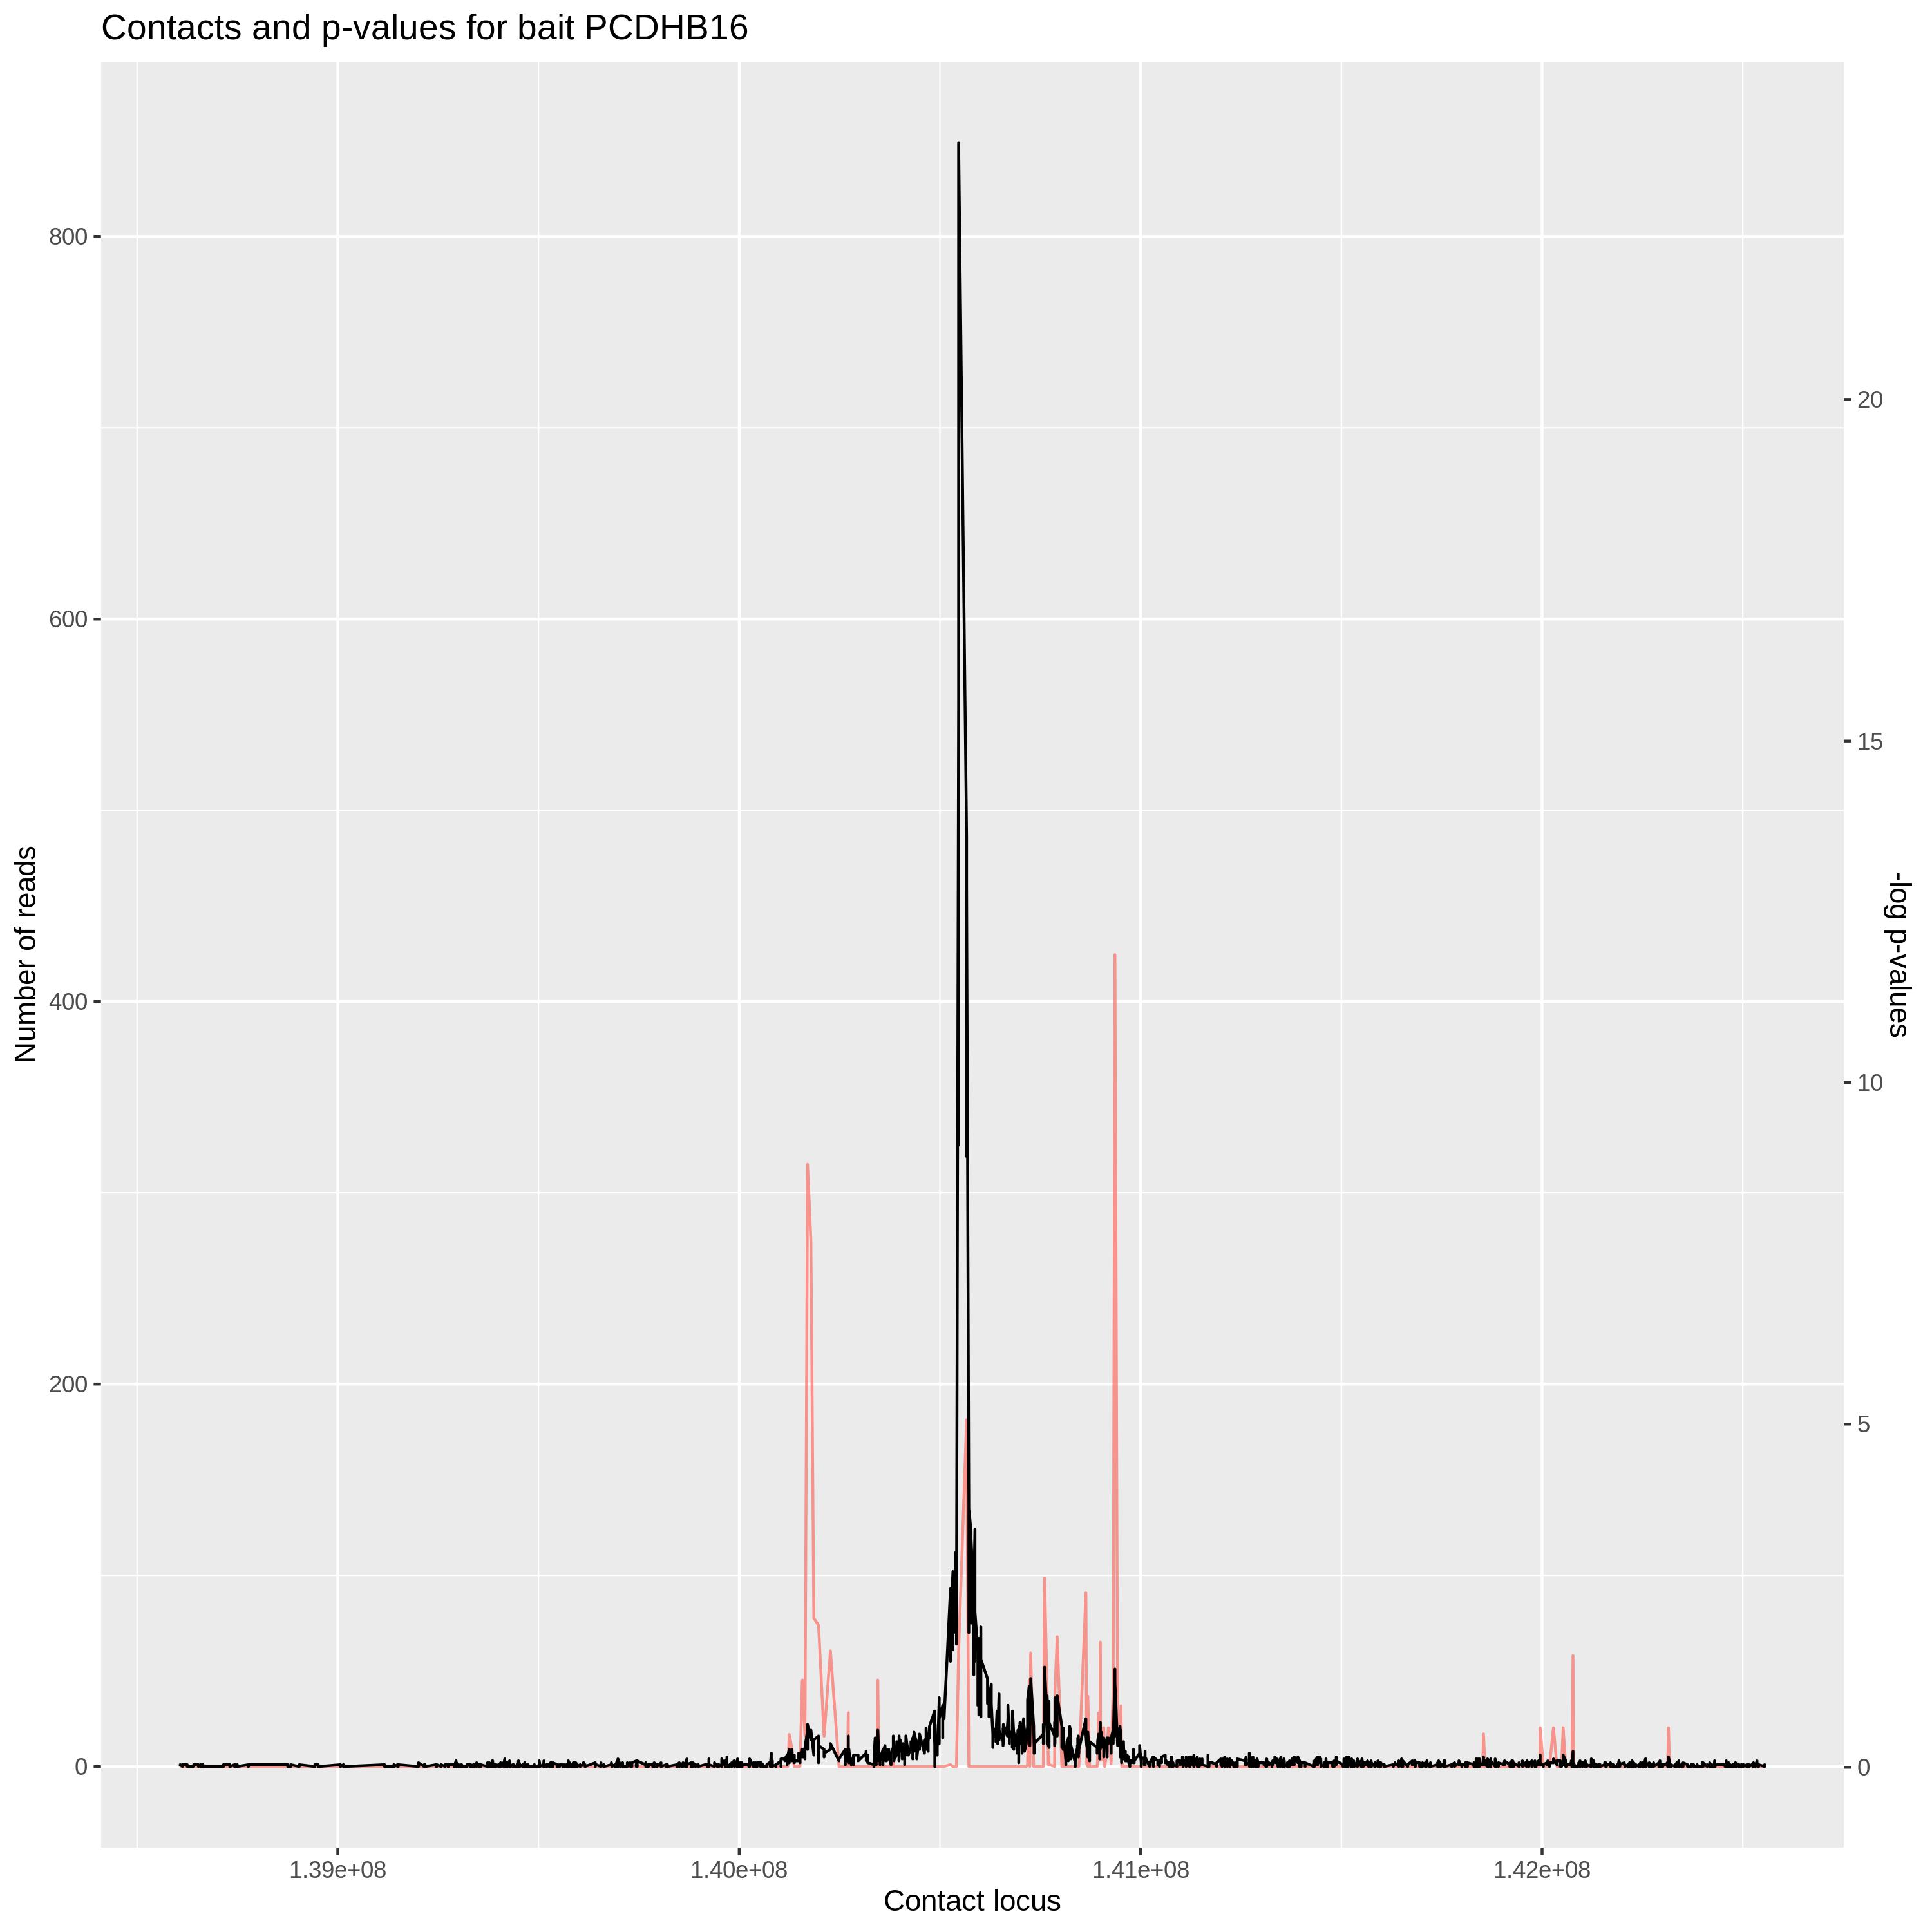 Contacts and p-values for bait PCDHB16
800
600
400
200
0
Number of reads
20
15
10
5
0
-log p-values
1.39e+08
1.40e+08
1.41e+08
1.42e+08
Contact locus